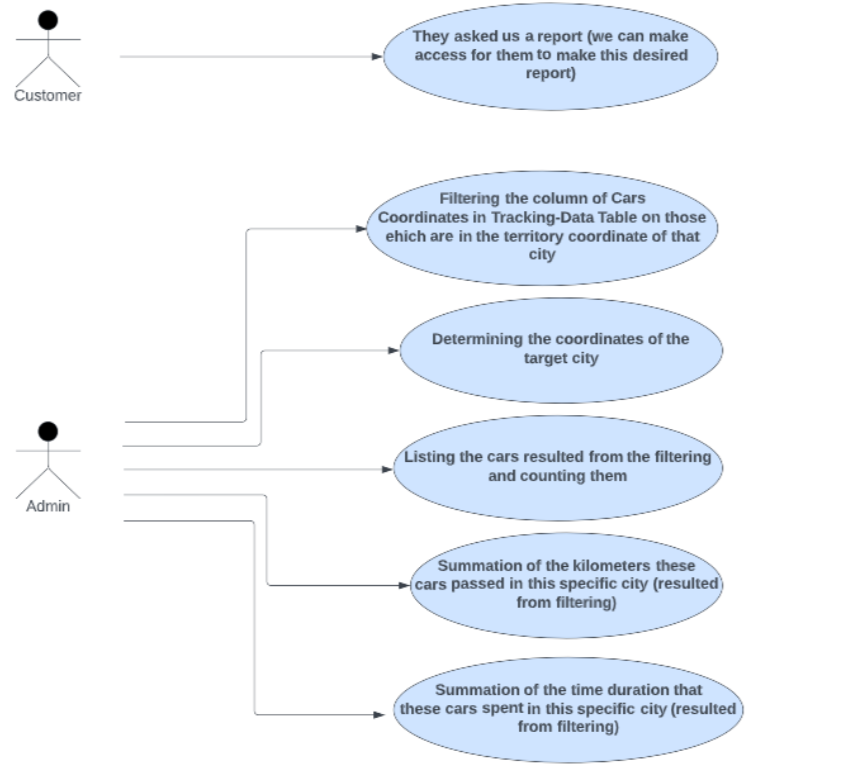 They asked us a report (we can make
access for them to make this desired
report)
Customer
Filtering the column of Cars
Coordinates in Tracking-Data Table on those
ehich are in the territory coordinate of that
city
Determining the coordinates of the
target city
Listing the cars resulted from the filtering
and counting them
Admin
Summation of the kilometers these
cars passed in this specific city (resulted
from filtering)
Summation of the time duration that
these cars spent in this specific city (resulted
from filtering)